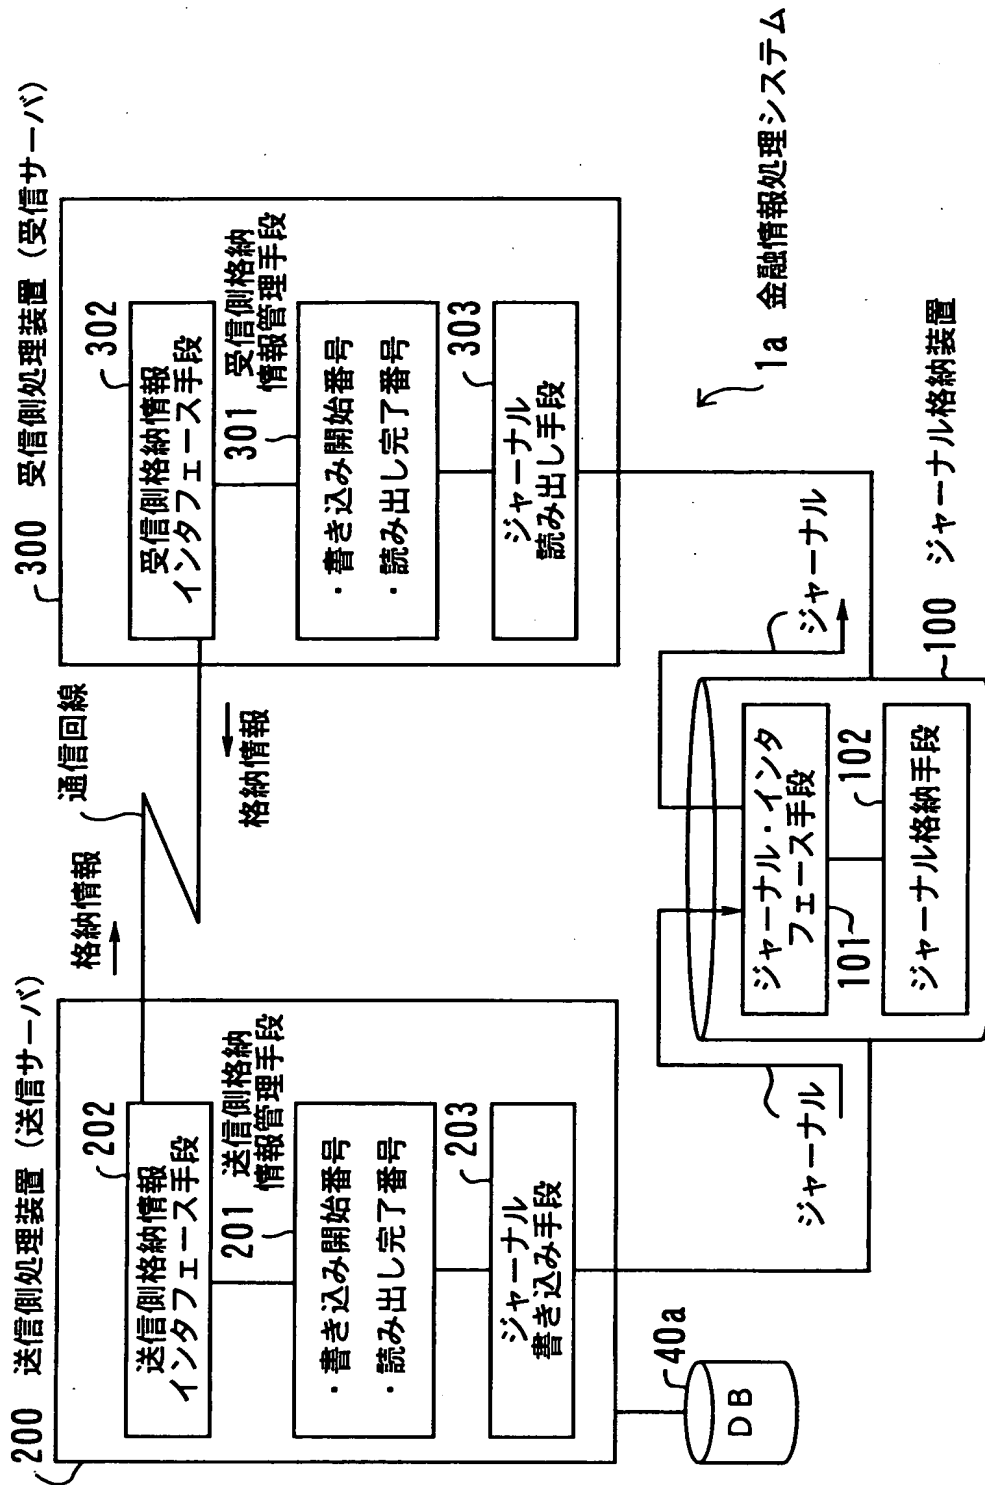 200 送信側処理装置（送信サーバ）
202
送信側格納情報
インタフェース手段
201 送信側格納
情報管理手段
・書き込み開始番号
・読み出し完了番号
203
ジャーナル
書き込み手段
40a
DB
格納情報
通信回線
格納情報
300 受信側処理装置（受信サーバ）
302
受信側格納情報
インタフェース手段
301 受信側格納
情報管理手段
・書き込み開始番号
・読み出し完了番号
303
ジャーナル
読み出し手段
1a 金融情報処理システム
ジャーナル
ジャーナル
ジャーナル・インタ
フェース手段
101
102
ジャーナル格納手段
100 ジャーナル格納装置